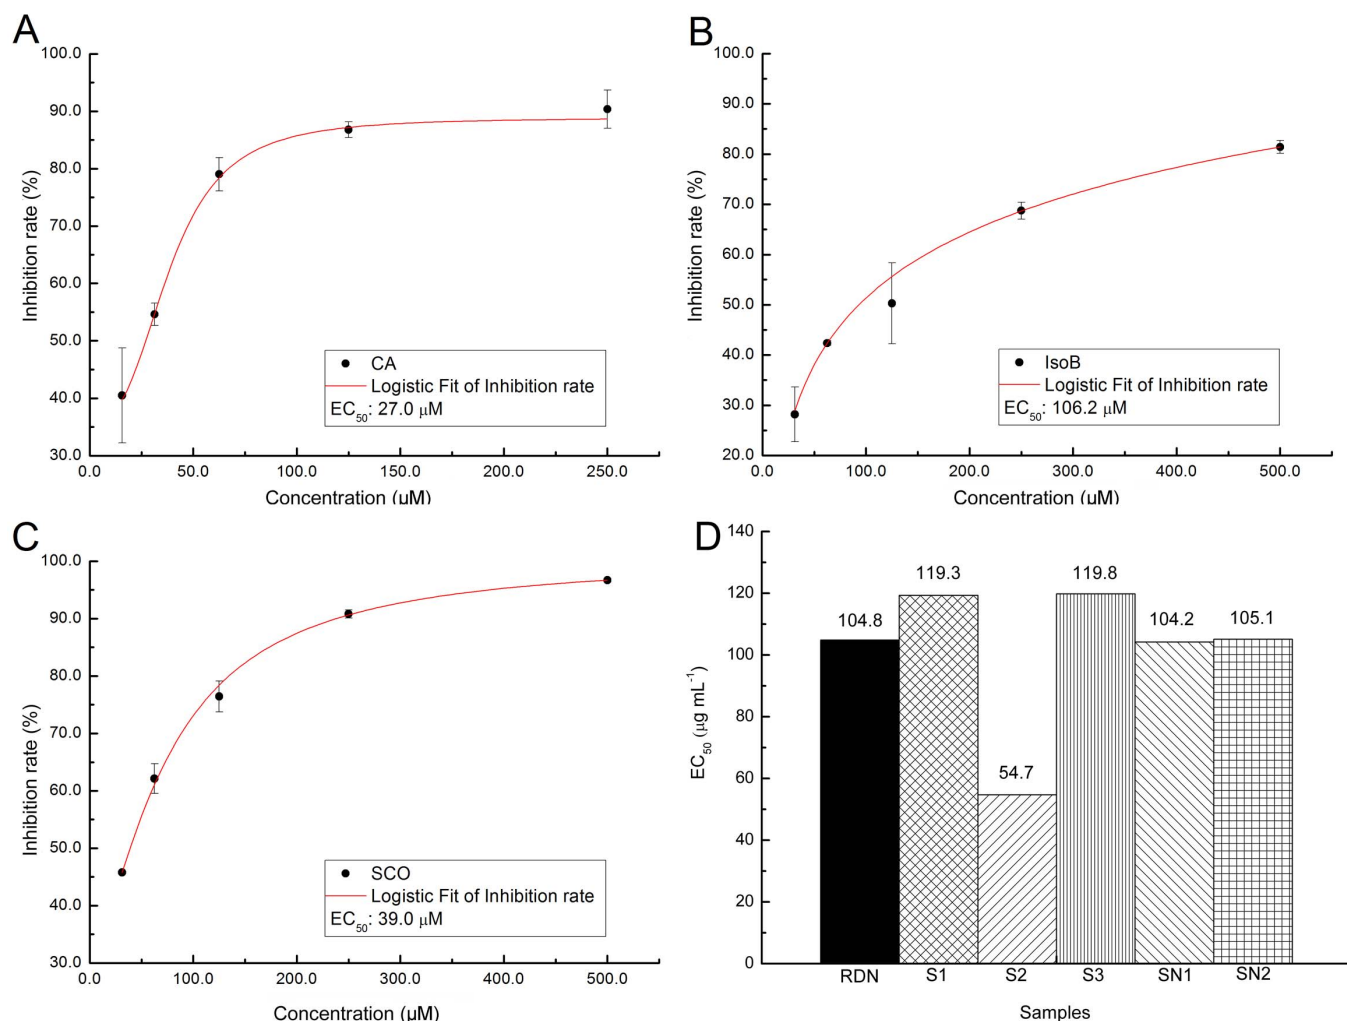 A
100.0
90.0
80.0
70.0
60.0
50.0
40.0
30.0
Inhibition rate (%)
CA
Logistic Fit of Inhibition rate
EC50: 27.0 μM
0.0 50.0 100.0 150.0 200.0 250.0
Concentration (μM)
B
100.0
90.0
80.0
70.0
60.0
50.0
40.0
30.0
20.0
Inhibition rate (%)
IsoB
Logistic Fit of Inhibition rate
EC50: 106.2 μM
0.0 100.0 200.0 300.0 400.0 500.0
Concentration (μM)
C
100.0
90.0
80.0
70.0
60.0
50.0
40.0
30.0
Inhibition rate (%)
SCO
Logistic Fit of Inhibition rate
EC50: 39.0 μM
0.0 100.0 200.0 300.0 400.0 500.0
Concentration (μM)
D
140
120
100
80
60
40
20
0
EC50 (μg mL-1)
104.8 119.3 54.7 119.8 104.2 105.1
RDN S1 S2 S3 SN1 SN2
Samples